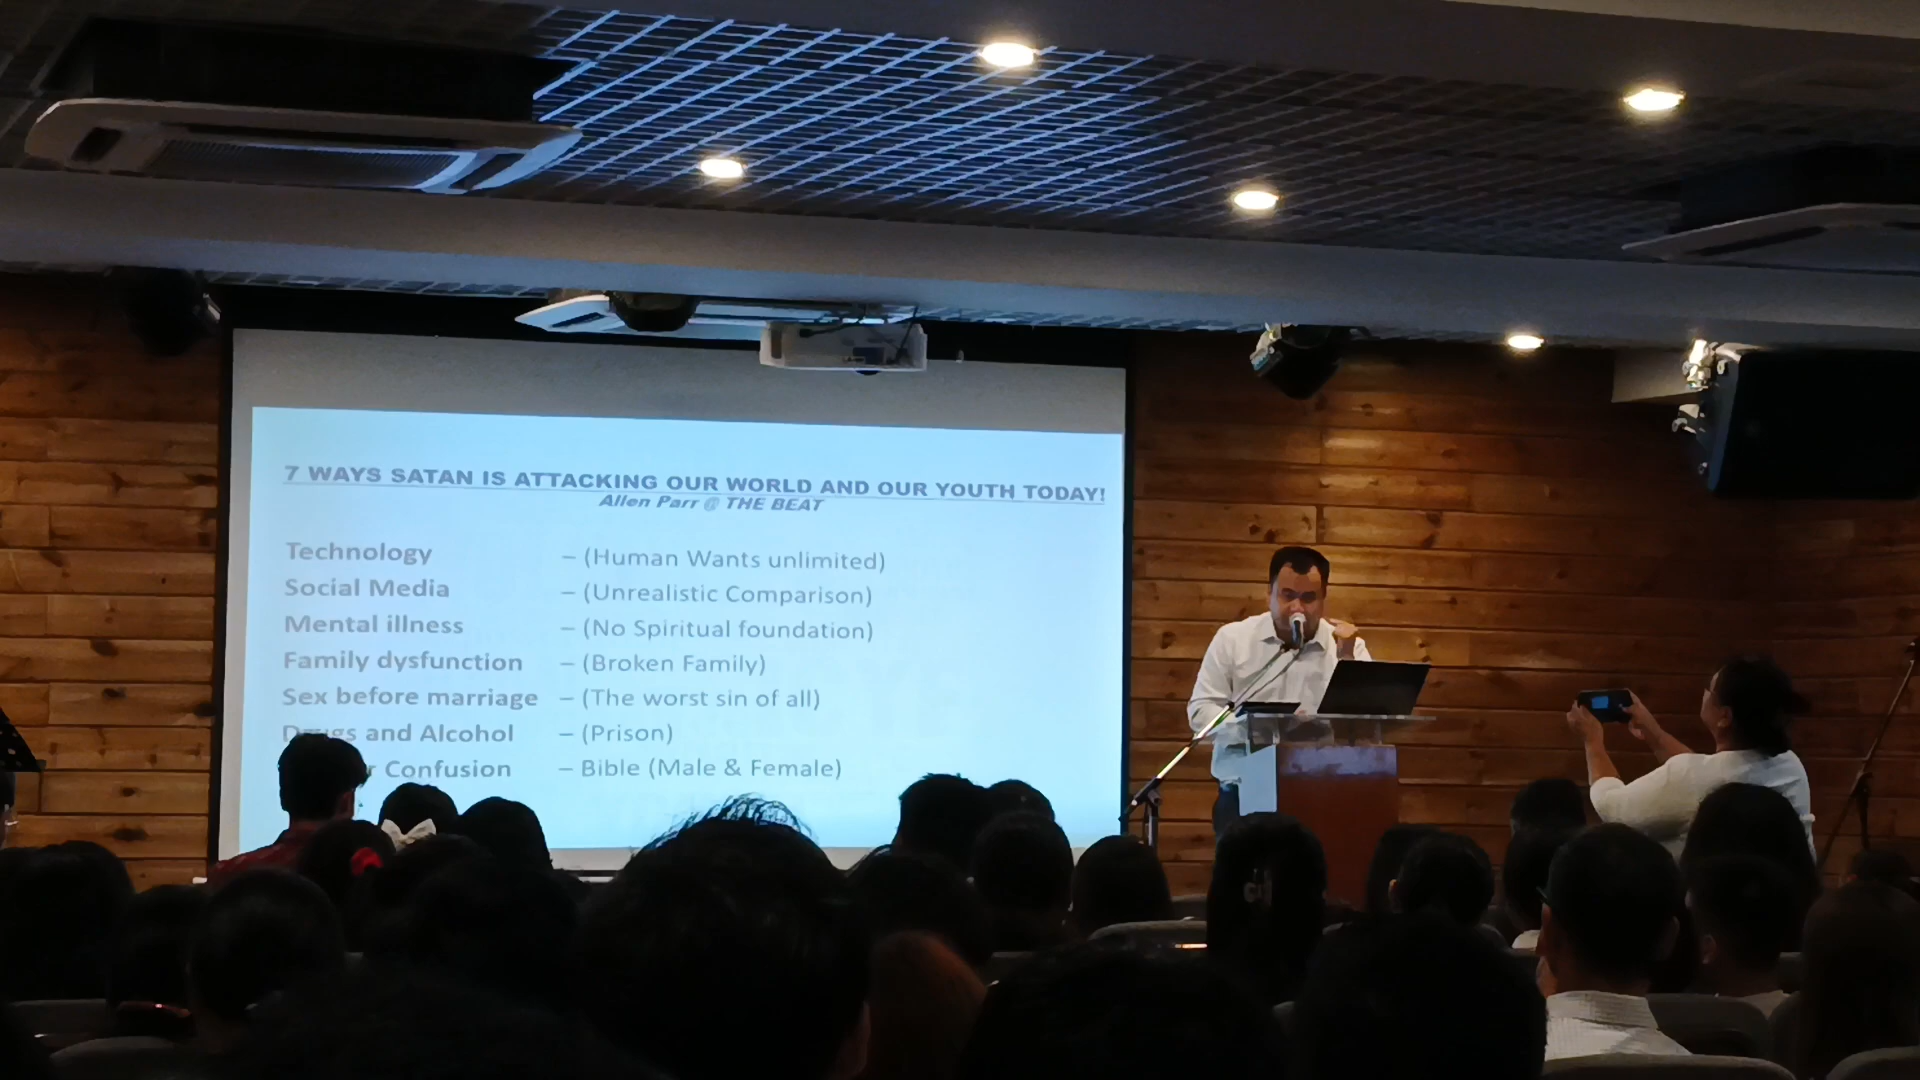 7 WAYS SATAN IS ATTACKING OUR WORLD AND OUR YOUTH TODAY!
Allen Parr @ THE BEAT
Technology – (Human Wants unlimited)
Social Media – (Unrealistic Comparison)
Mental illness – (No Spiritual foundation)
Family dysfunction – (Broken Family)
Sex before marriage – (The worst sin of all)
Drugs and Alcohol – (Prison)
Confusion – Bible (Male & Female)